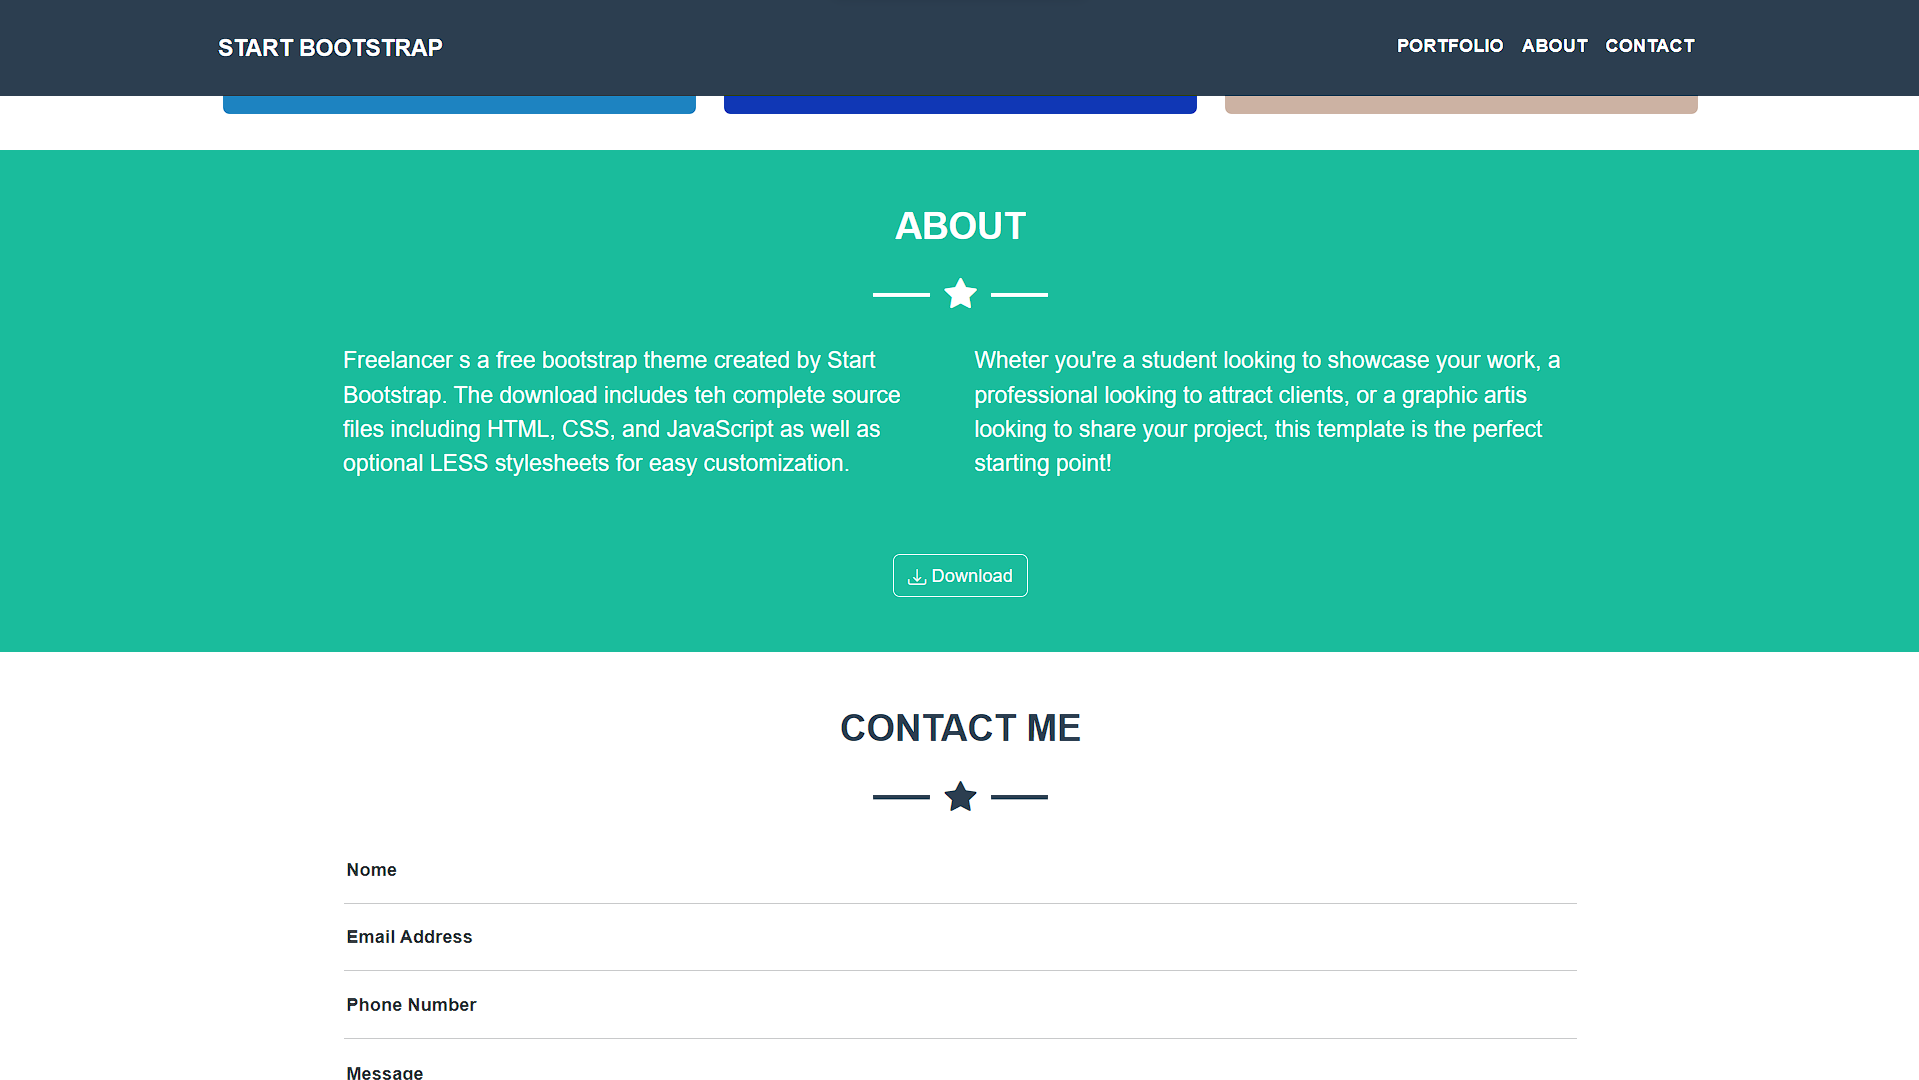 START BOOTSTRAP
PORTFOLIO ABOUT CONTACT
ABOUT
Freelancer s a free bootstrap theme created by Start
Bootstrap. The download includes teh complete source
files including HTML, CSS, and JavaScript as well as
optional LESS stylesheets for easy customization.
Wheter you're a student looking to showcase your work, a
professional looking to attract clients, or a graphic artis
looking to share your project, this template is the perfect
starting point!
Download
CONTACT ME
Nome
Email Address
Phone Number
Message